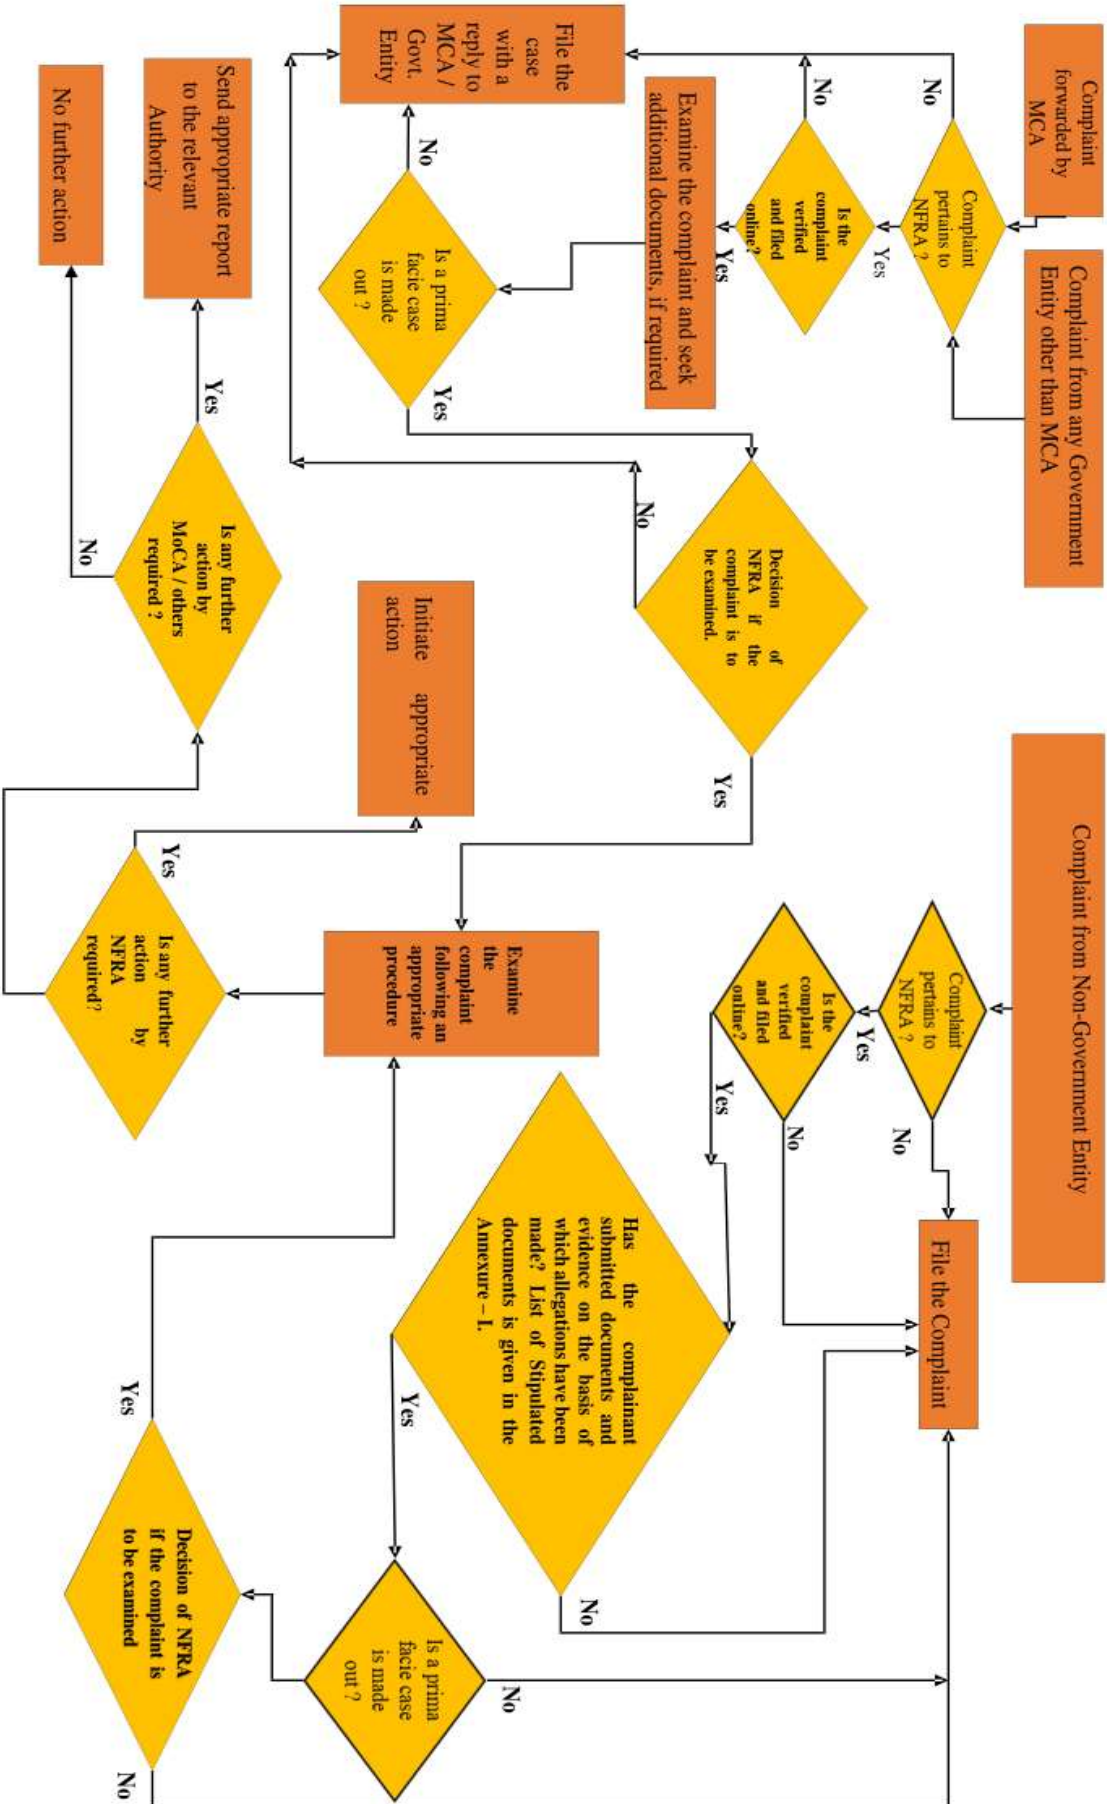 Complaint
forwarded by
MCA
Complaint from any Government
Entity other than MCA
Complaint from Non-Government Entity
No
Complaint
pertains to
NFRA ?
Yes
Complaint
pertains to
NFRA ?
No
Yes
File the Complaint
No
Is the
complaint
verified
and filed
online?
Yes
Is the
complaint
verified
and filed
online?
No
Yes
File the
case
with a
reply to
MCA /
Govt.
Entity
Examine the complaint and seek
additional documents, if required
Decision of
NFRA if the
complaint is to
be examined.
No
Yes
Has the complainant
submitted documents and
evidence on the basis of
which allegations have been
made? List of Stipulated
documents is given in the
Annexure – I.
No
Yes
No
Is a prima
facie case
is made
out ?
Yes
Initiate appropriate
action
Examine
the
complaint
following an
appropriate
procedure
Is a prima
facie case
is made
out ?
No
Send appropriate report
to the relevant
Authority
Yes
Is any further
action by
MoCA / others
required ?
No
Yes
Is any further
action by
NFRA
required?
Yes
Decision of NFRA
if the complaint is
to be examined
No
No further action